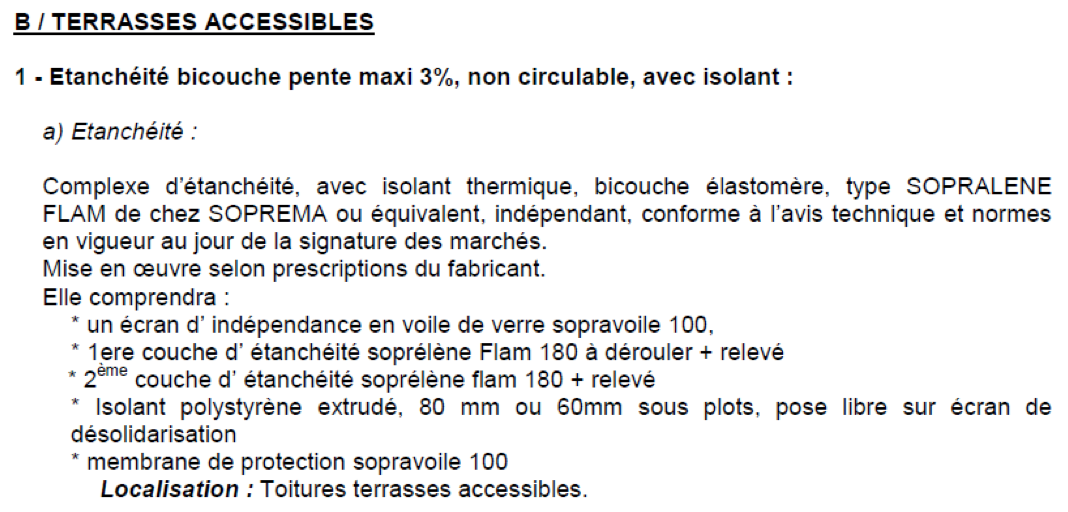 B / TERRASSES ACCESSIBLES
1 - Etanchéité bicouche pente maxi 3%, non circulable, avec isolant :
a) Etanchéité :
Complexe d'étanchéité, avec isolant thermique, bicouche élastomère, type SOPRALENE
FLAM de chez SOPREMA ou équivalent, indépendant, conforme à l'avis technique et normes
en vigueur au jour de la signature des marchés.
Mise en œuvre selon prescriptions du fabricant.
Elle comprendra :
* un écran d' indépendance en voile de verre sopravoile 100,
* 1ere couche d' étanchéité soprélène Flam 180 à dérouler + relevé
* 2ème couche d' étanchéité soprélène flam 180 + relevé
* Isolant polystyrène extrudé, 80 mm ou 60mm sous plots, pose libre sur écran de
désolidarisation
* membrane de protection sopravoile 100
Localisation : Toitures terrasses accessibles.